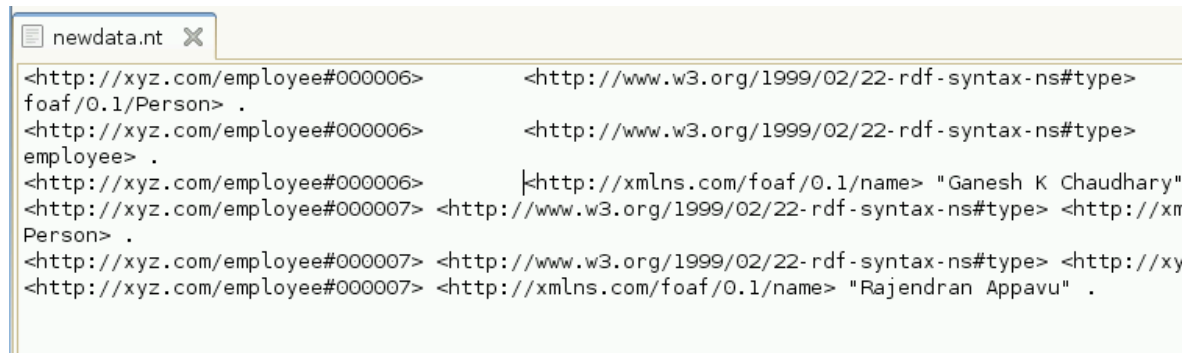 newdata.nt
<http://xyz.com/employee#000006> <http://www.w3.org/1999/02/22-rdf-syntax-ns#type>
foaf/0.1/Person> .
<http://xyz.com/employee#000006> <http://www.w3.org/1999/02/22-rdf-syntax-ns#type>
employee> .
<http://xyz.com/employee#000006> <http://xmlns.com/foaf/0.1/name> "Ganesh K Chaudhary"
<http://xyz.com/employee#000007> <http://www.w3.org/1999/02/22-rdf-syntax-ns#type> <http://xm
Person> .
<http://xyz.com/employee#000007> <http://www.w3.org/1999/02/22-rdf-syntax-ns#type> <http://xy
<http://xyz.com/employee#000007> <http://xmlns.com/foaf/0.1/name> "Rajendran Appavu" .